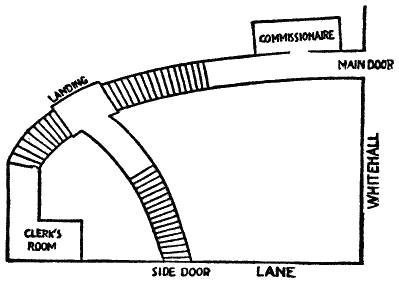 COMMISSIONAIRE
MAIN DOOR
LANDING
WHITEHALL
CLERK'S
ROOM
SIDE DOOR
LANE